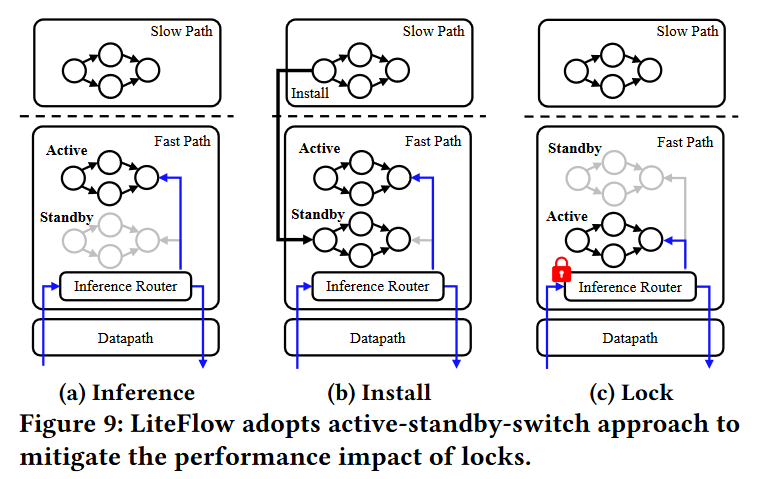 Slow Path
Fast Path
Active
Standby
Inference Router
Datapath
(a) Inference
Slow Path
Install
Fast Path
Active
Standby
Inference Router
Datapath
(b) Install
Slow Path
Fast Path
Standby
Active
Inference Router
Datapath
(c) Lock
Figure 9: LiteFlow adopts active-standby-switch approach to
mitigate the performance impact of locks.